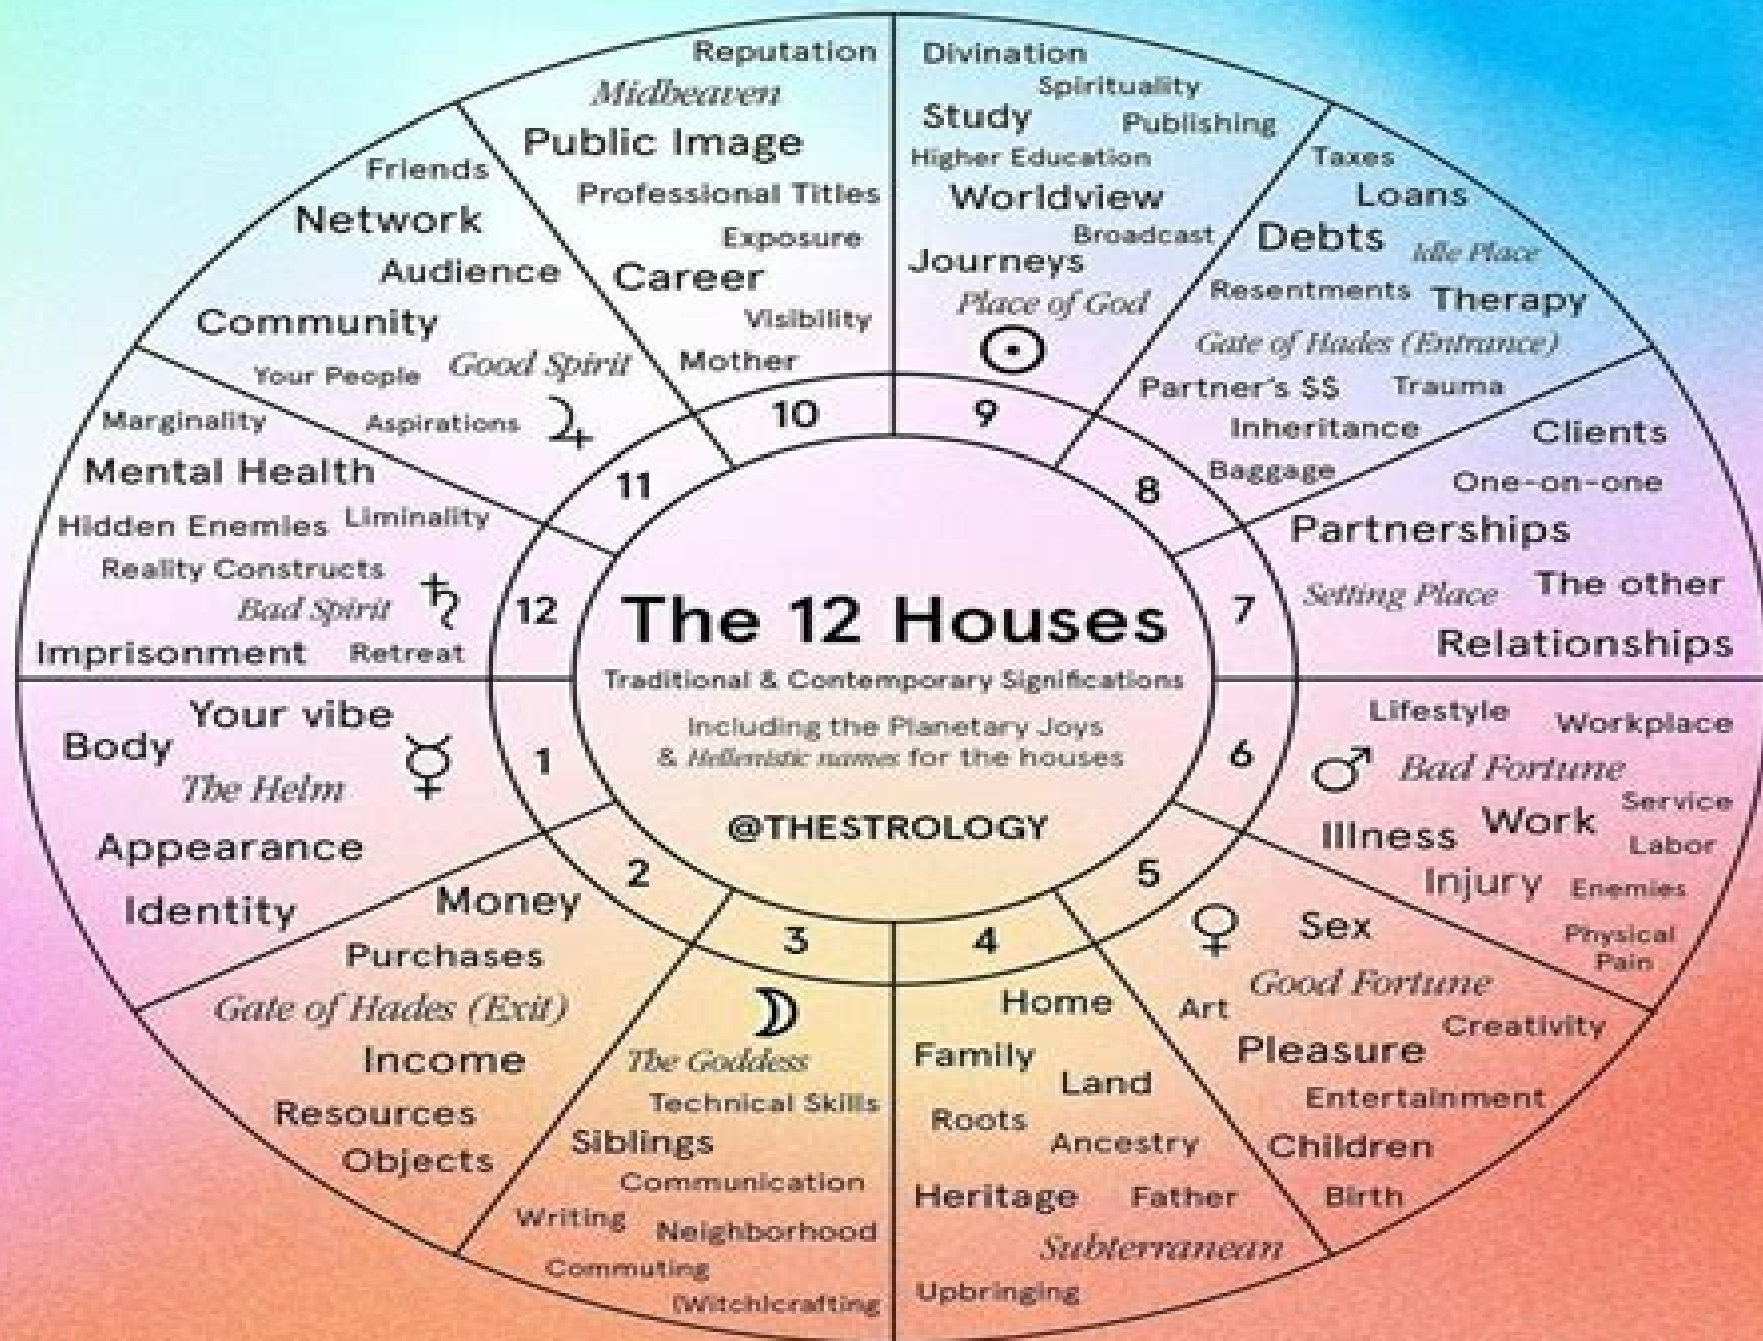 The 12 Houses
Traditional & Contemporary Significations
Including the Planetary Joys
& Hellenistic names for the houses
@THESTROLOGY
1
Your vibe
Body
The Helm
Appearance
Identity
2
Money
Purchases
Gate of Hades (Exit)
Income
Resources
Objects
3
The Goddess
Technical Skills
Siblings
Communication
Writing
Neighborhood
Commuting
(Witch)crafting
4
Home
Family
Land
Roots
Ancestry
Heritage
Father
Subterranean
Upbringing
5
Sex
Good Fortune
Art
Creativity
Pleasure
Entertainment
Children
Birth
6
Lifestyle
Workplace
Bad Fortune
Service
Work
Illness
Labor
Injury
Enemies
Physical
Pain
7
Clients
One-on-one
Partnerships
The other
Setting Place
Relationships
8
Taxes
Loans
Debts
Idle Place
Resentments
Therapy
Gate of Hades (Entrance)
Partner's $$
Trauma
Inheritance
Baggage
9
Divination
Spirituality
Study
Publishing
Higher Education
Worldview
Broadcast
Journeys
Place of God
10
Reputation
Midheaven
Public Image
Professional Titles
Exposure
Career
Visibility
Mother
11
Friends
Network
Audience
Community
Good Spirit
Your People
Aspirations
12
Marginality
Mental Health
Liminality
Hidden Enemies
Reality Constructs
Bad Spirit
Imprisonment
Retreat